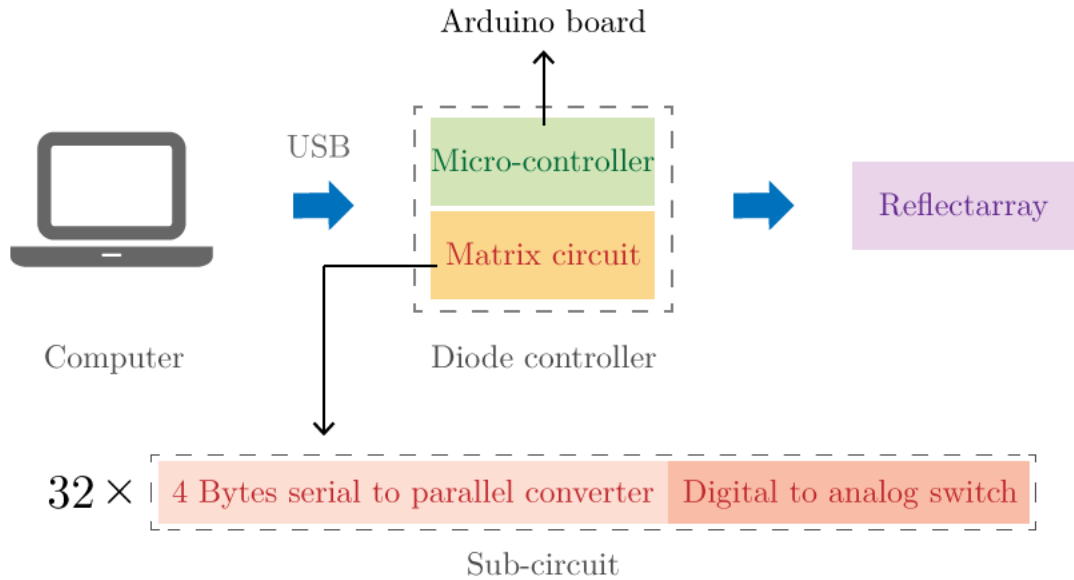 Arduino board
USB
Micro-controller
Matrix circuit
Reflectarray
Computer
Diode controller
32 ×
4 Bytes serial to parallel converter
Digital to analog switch
Sub-circuit